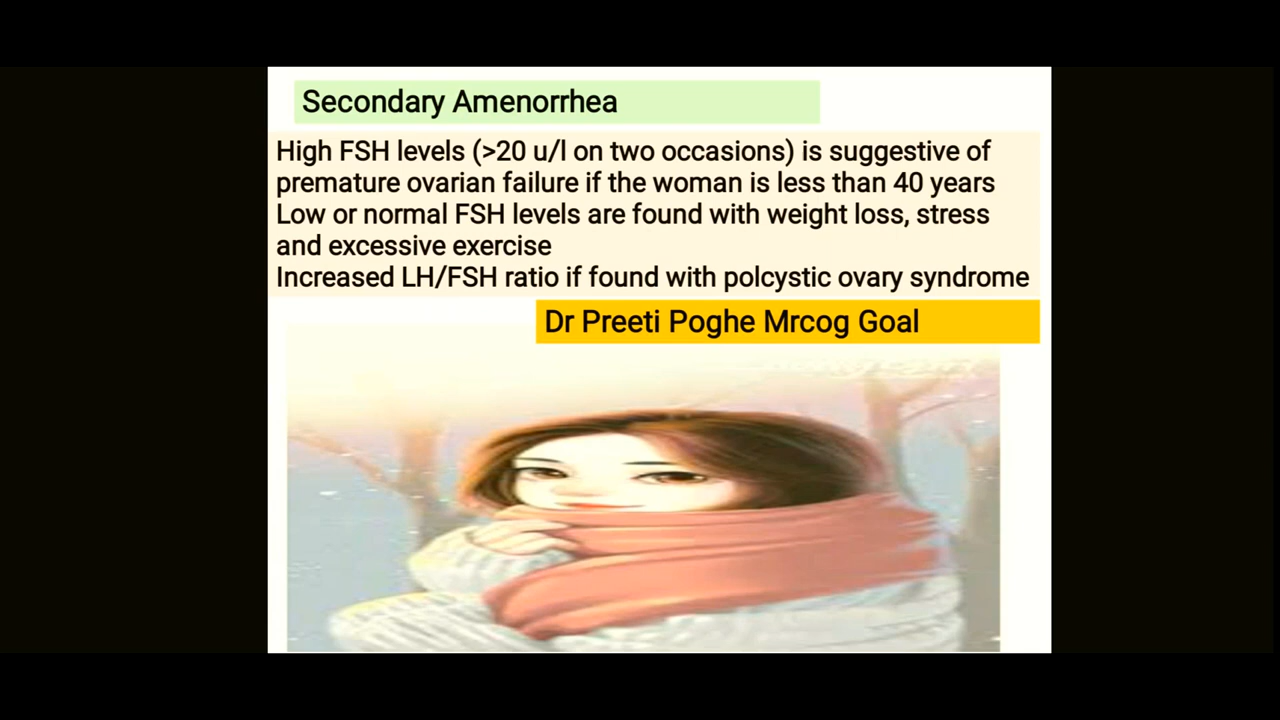 Secondary Amenorrhea
High FSH levels (>20 u/l on two occasions) is suggestive of
premature ovarian failure if the woman is less than 40 years
Low or normal FSH levels are found with weight loss, stress
and excessive exercise
Increased LH/FSH ratio if found with polcystic ovary syndrome
Dr Preeti Poghe Mrcog Goal